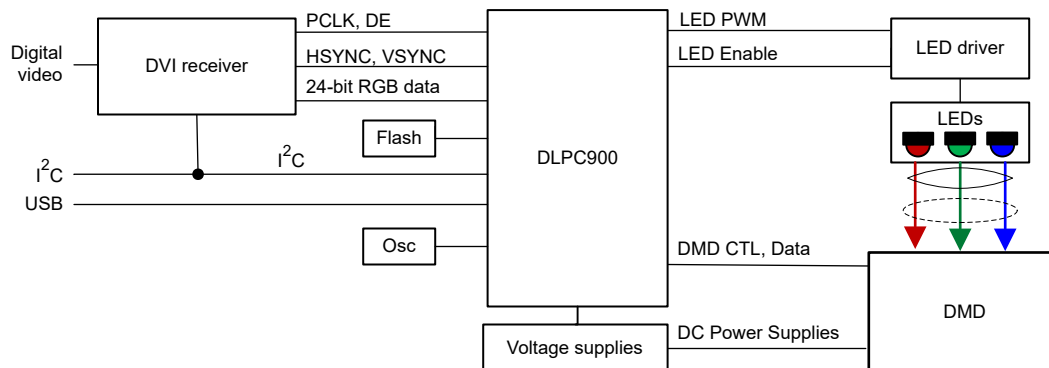 PCLK, DE
LED PWM
Digital
video
DVI receiver
HSYNC, VSYNC
LED Enable
LED driver
24-bit RGB data
LEDs
Flash
DLPC900
I²C
I²C
USB
Osc
DMD CTL, Data
DMD
Voltage supplies
DC Power Supplies